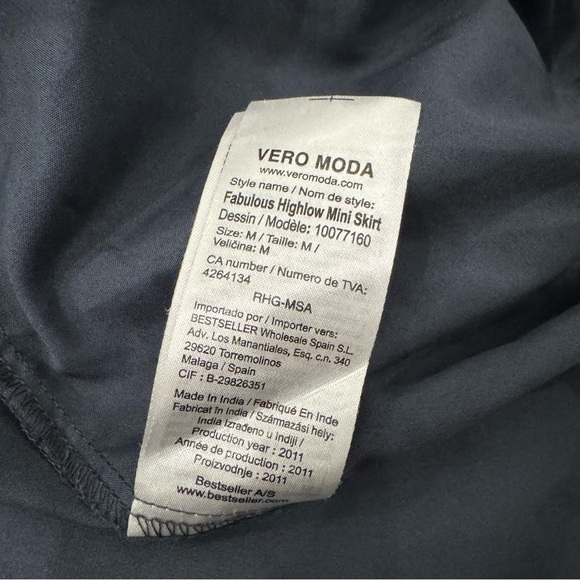 VERO MODA
www.veromoda.com
Style name / Nom de style:
Fabulous Highlow Mini Skirt
Dessin / Modèle: 10077160
Size: M / Taille: M /
Veličina: M
CA number / Numero de TVA:
4264134
RHG-MSA
Importado por / Importer vers:
BESTSELLER Wholesale Spain S.L.
Adv. Los Manantiales, Esq. c.n. 340
29620 Torremolinos
Malaga / Spain
CIF : B-29826351
Made In India / Fabriqué En Inde
Fabricat în India / Származási hely:
India Izrađeno u Indiji /
Production year : 2011
Année de production : 2011
Proizvodnje : 2011
Bestseller A/S
www.bestseller.com